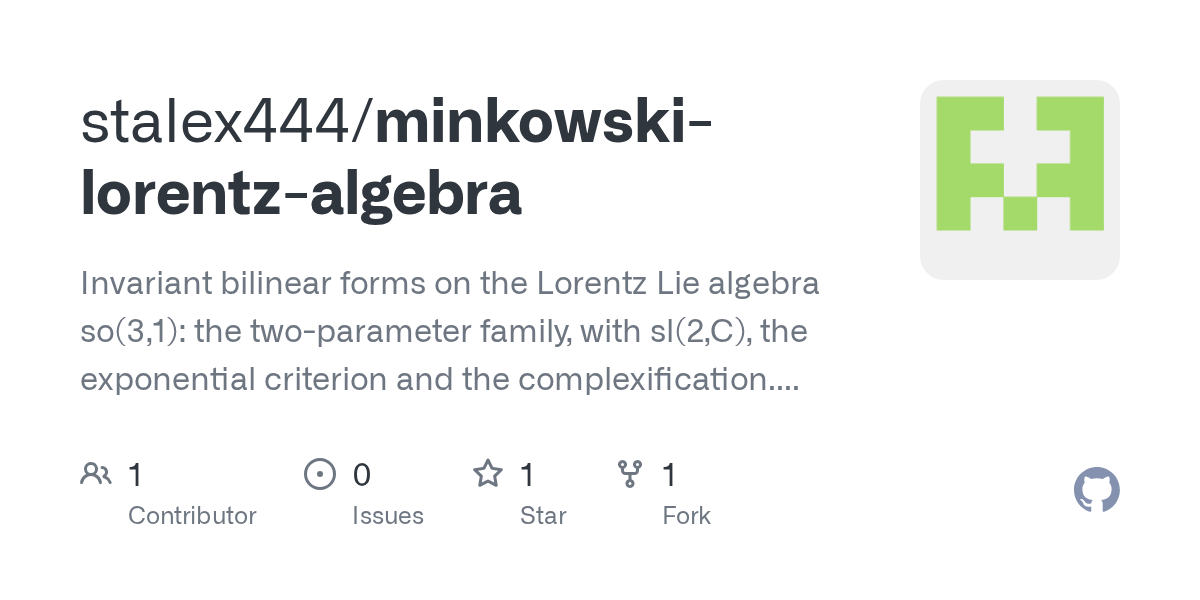 stalex444/minkowski-
lorentz-algebra
Invariant bilinear forms on the Lorentz Lie algebra
so(3,1): the two-parameter family, with sl(2,C), the
exponential criterion and the complexification....
1
Contributor
0
Issues
1
Star
1
Fork